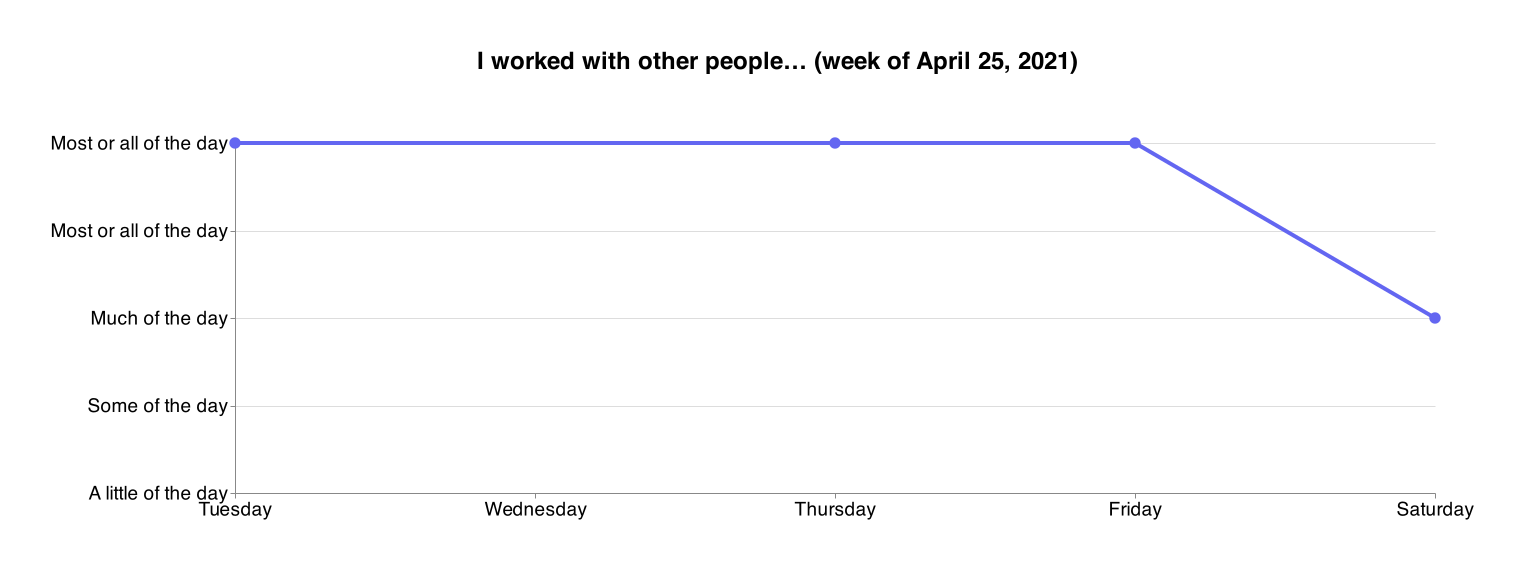 I worked with other people… (week of April 25, 2021)
Most or all of the day
Most or all of the day
Much of the day
Some of the day
A little of the day
Tuesday Wednesday Thursday Friday Saturday